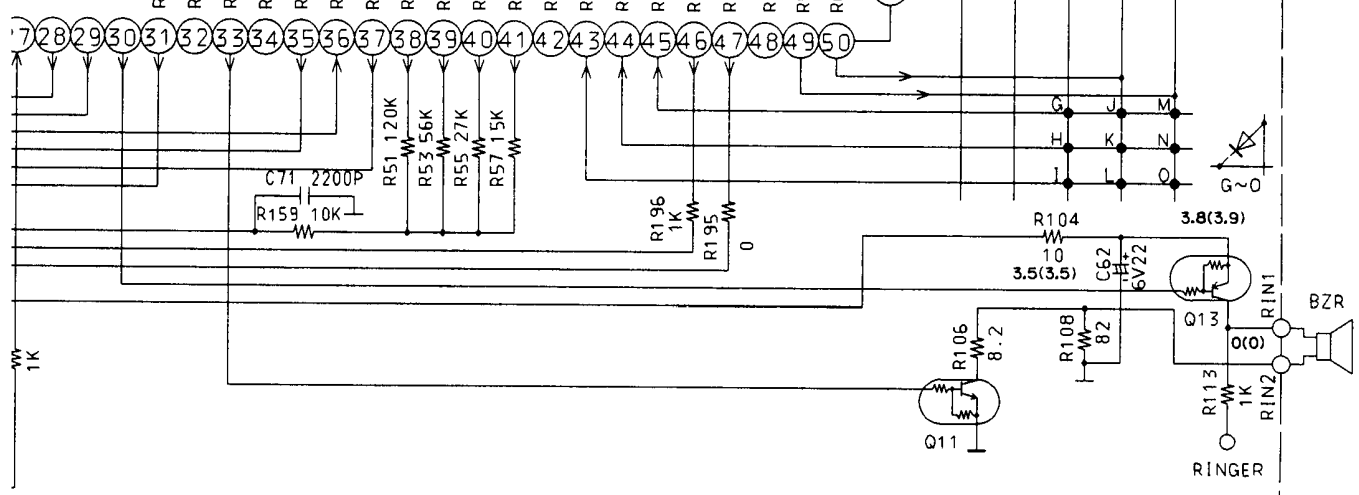 R R R R R R R R R R R R R R R R R R R R
28 29 30 31 32 33 34 35 36 37 38 39 40 41 42 43 44 45 46 47 48 49 50
G J M
H K N
I L O
G~O
R51 120K
R53 56K
R55 27K
R57 15K
C71 2200P
R159 10K
R196 1K
R195 0
R104
10
3.5(3.5)
3.8(3.9)
C62
6V22
+
-
Q13
RIN1
BZR
0(0)
R106
8.2
R108
82
R113
1K
RIN2
1K
Q11
RINGER